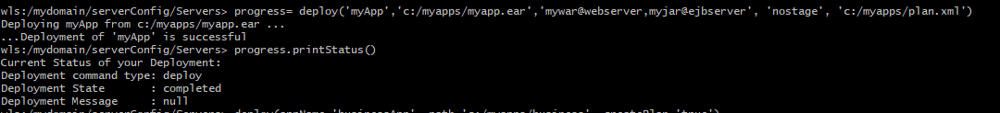 wls:/mydomain/serverConfig/Servers> progress= deploy('myApp','c:/myapps/myapp.ear','mywar@webserver,myjar@ejbserver', 'nostage', 'c:/myapps/plan.xml')
Deploying myApp from c:/myapps/myapp.ear ...
...Deployment of 'myApp' is successful
wls:/mydomain/serverConfig/Servers> progress.printStatus()
Current Status of your Deployment:
Deployment command type: deploy
Deployment State       : completed
Deployment Message     : null